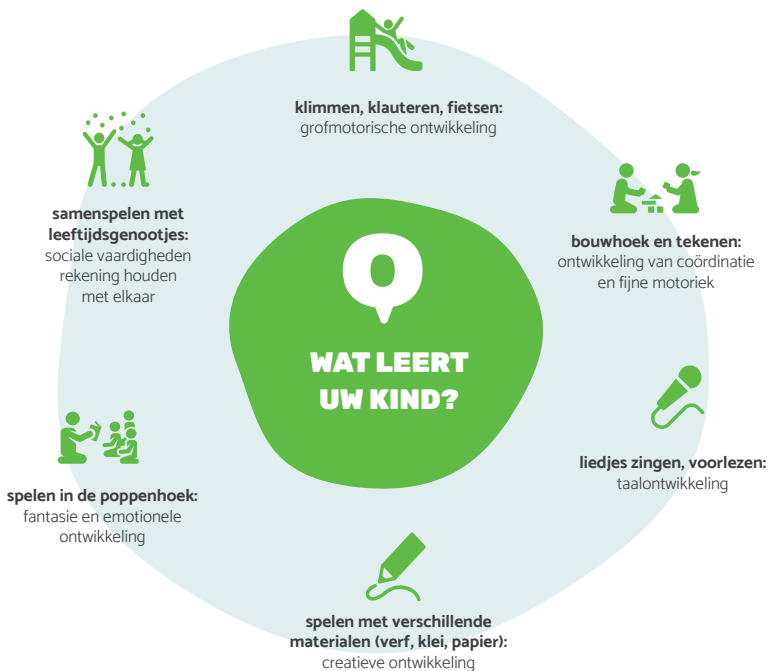 klimmen, klauteren, fietsen:
grofmotorische ontwikkeling
bouwhoek en tekenen:
ontwikkeling van coördinatie
en fijne motoriek
liedjes zingen, voorlezen:
taalontwikkeling
spelen met verschillende
materialen (verf, klei, papier):
creatieve ontwikkeling
spelen in de poppenhoek:
fantasie en emotionele
ontwikkeling
samenspelen met
leeftijdsgenootjes:
sociale vaardigheden
rekening houden
met elkaar
WAT LEERT
UW KIND?